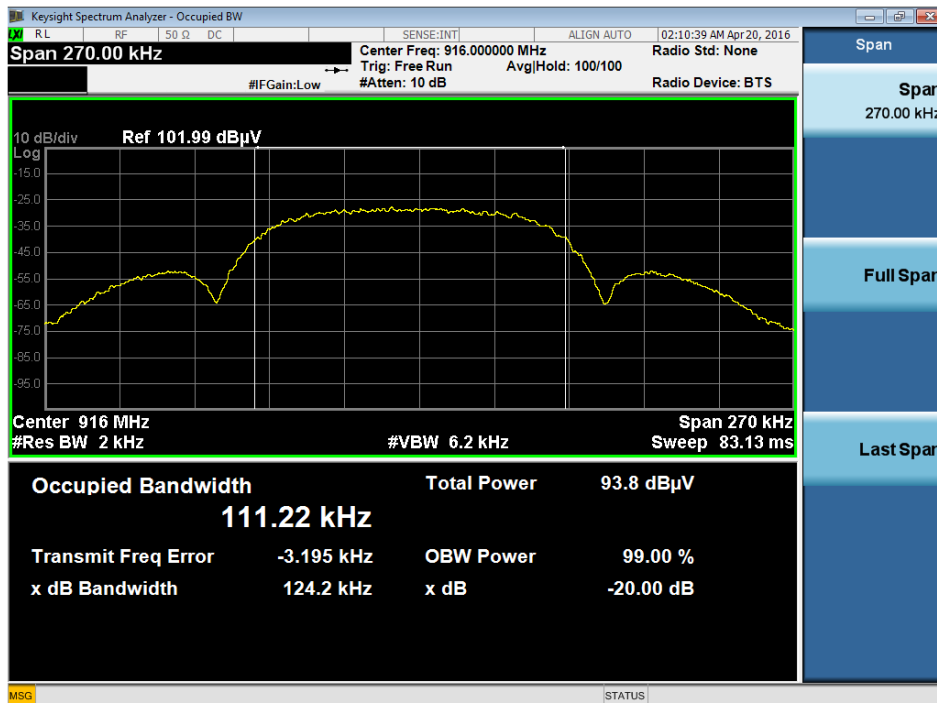 Keysight Spectrum Analyzer - Occupied BW
LXI RL RF 50 Ω DC SENSE:INT ALIGN AUTO 02:10:39 AM Apr 20, 2016
Span 270.00 kHz
Center Freq: 916.000000 MHz
Radio Std: None
Trig: Free Run Avg|Hold: 100/100
#IFGain:Low #Atten: 10 dB
Radio Device: BTS
10 dB/div Ref 101.99 dBµV
Log
-15.0
-25.0
-35.0
-45.0
-55.0
-65.0
-75.0
-85.0
-95.0
Center 916 MHz Span 270 kHz
#Res BW 2 kHz #VBW 6.2 kHz Sweep 83.13 ms
Occupied Bandwidth Total Power 93.8 dBµV
111.22 kHz
Transmit Freq Error -3.195 kHz OBW Power 99.00 %
x dB Bandwidth 124.2 kHz x dB -20.00 dB
MSG STATUS
Span
Span
270.00 kHz
Full Span
Last Span